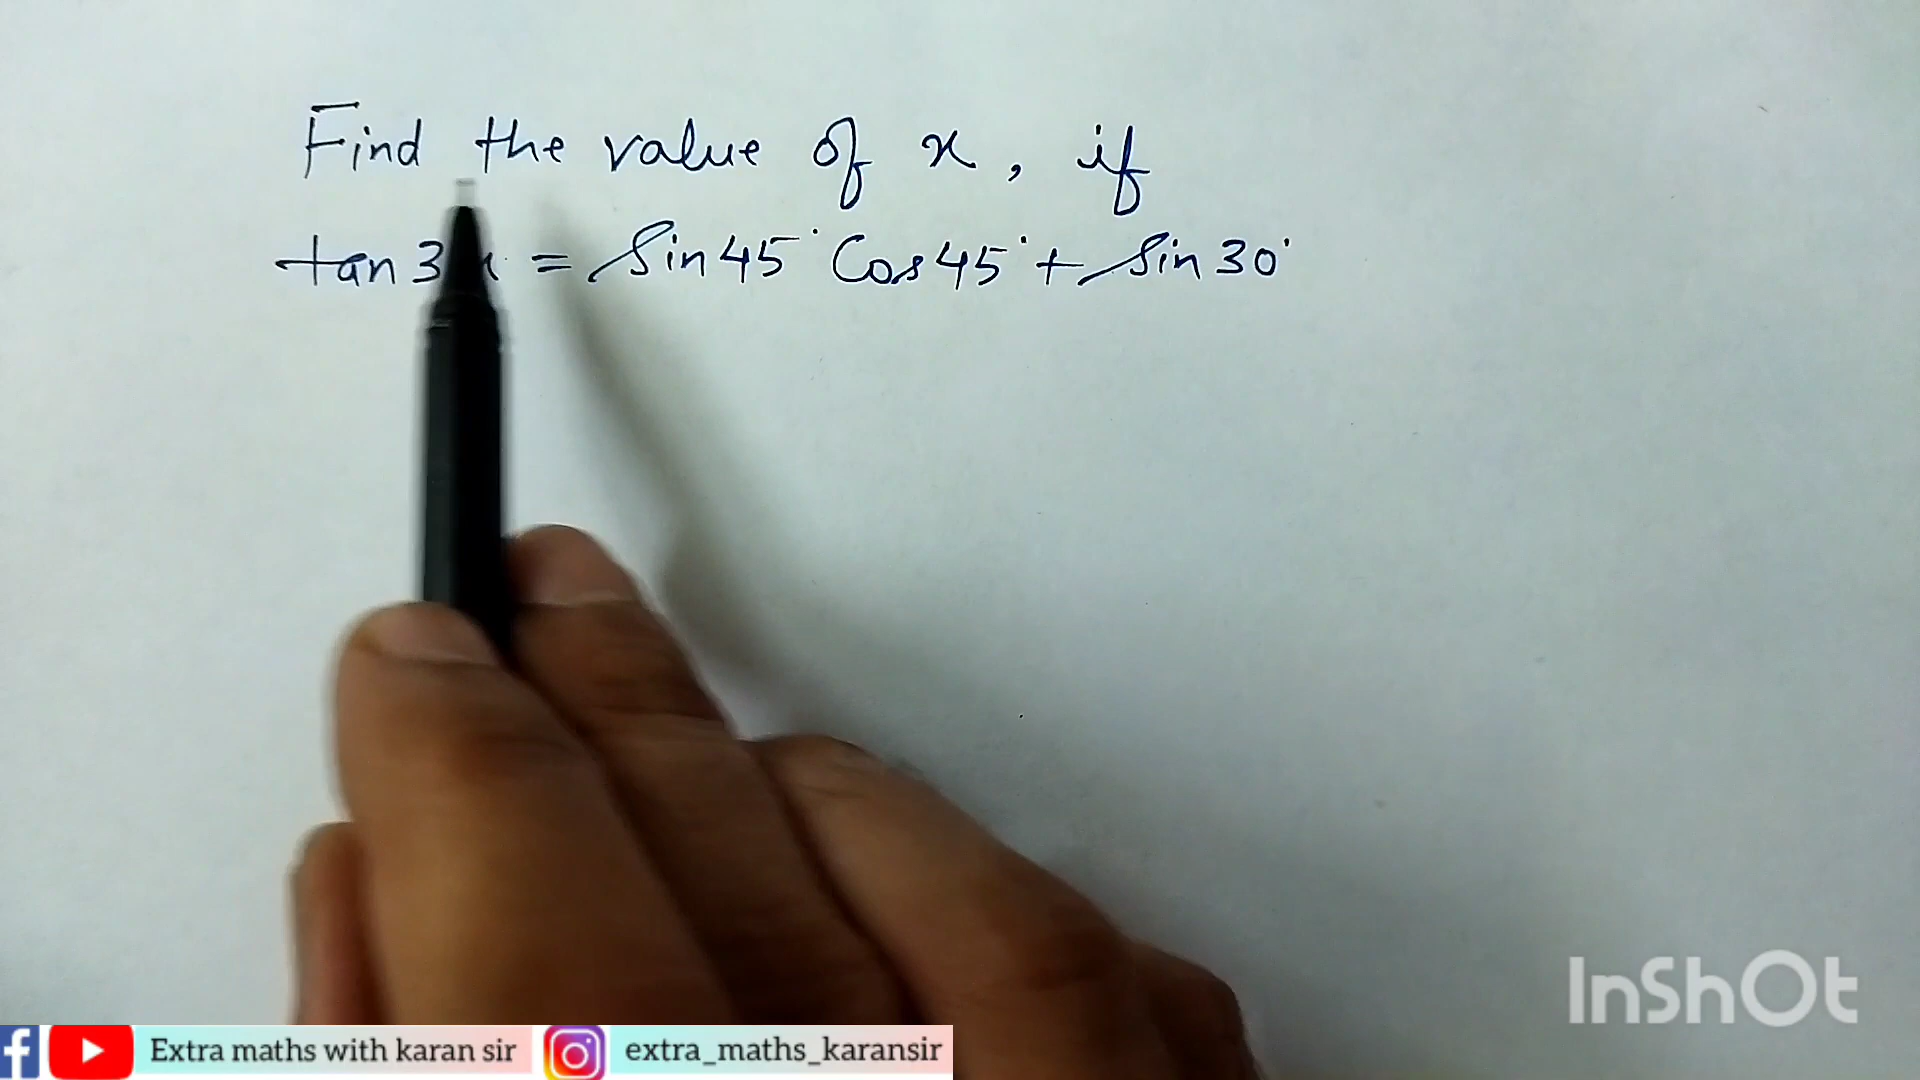 Find the value of x, if
tan 3x = Sin 45° Cos 45° + Sin 30°
InShOt
Extra maths with karan sir
extra_maths_karansir